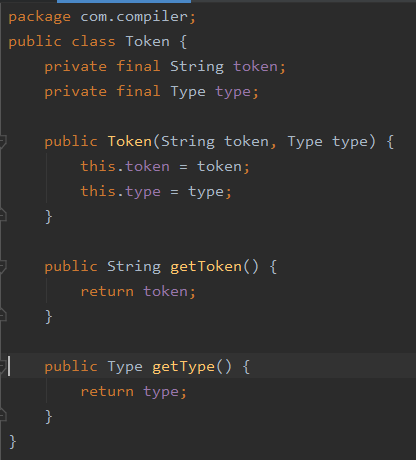 package com.compiler;
public class Token {
    private final String token;
    private final Type type;

    public Token(String token, Type type) {
        this.token = token;
        this.type = type;
    }

    public String getToken() {
        return token;
    }

    public Type getType() {
        return type;
    }
}